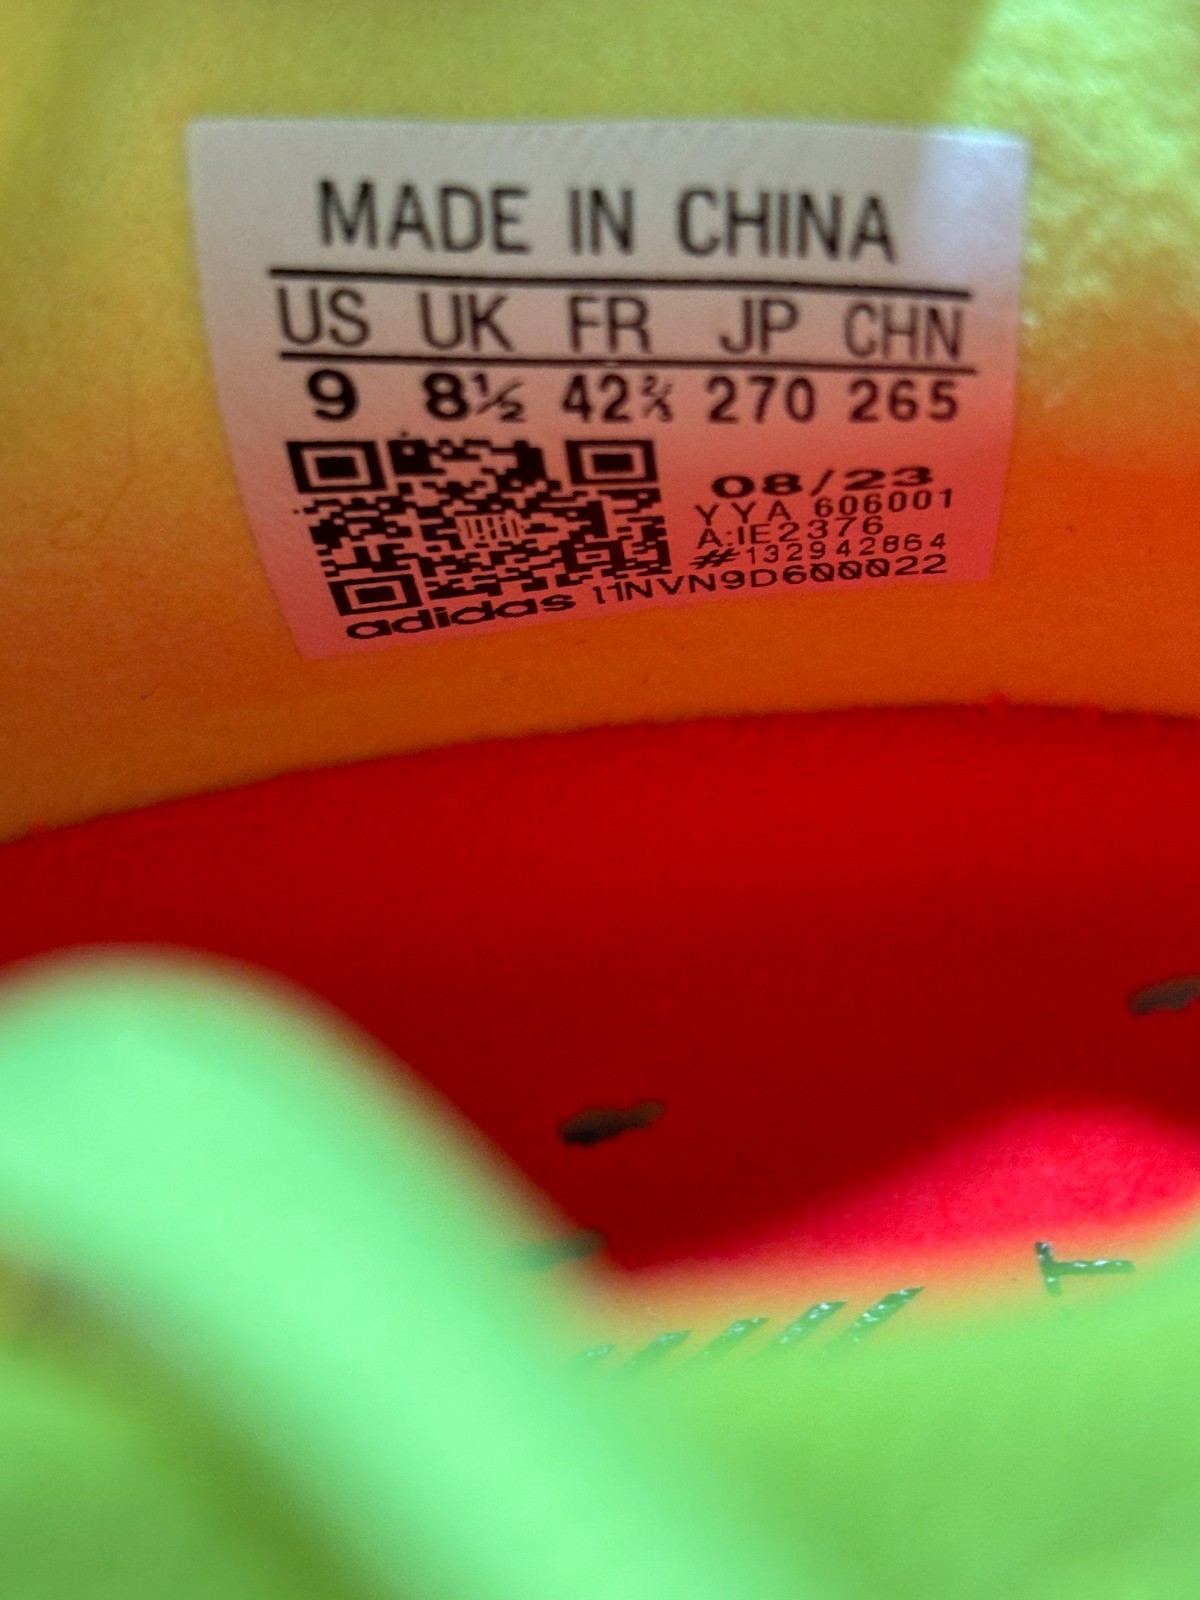 MADE IN CHINA
US UK FR JP CHN
9 8½ 42⅔ 270 265
08/23
YYA 606001
A:IE2376
#132942864
adidas 11NVN9D600022